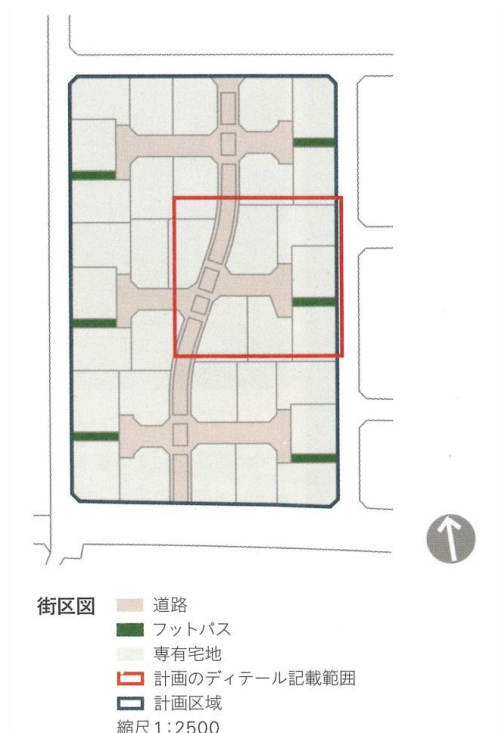 街区図
道路
フットパス
専有宅地
計画のディテール記載範囲
計画区域
縮尺1:2500